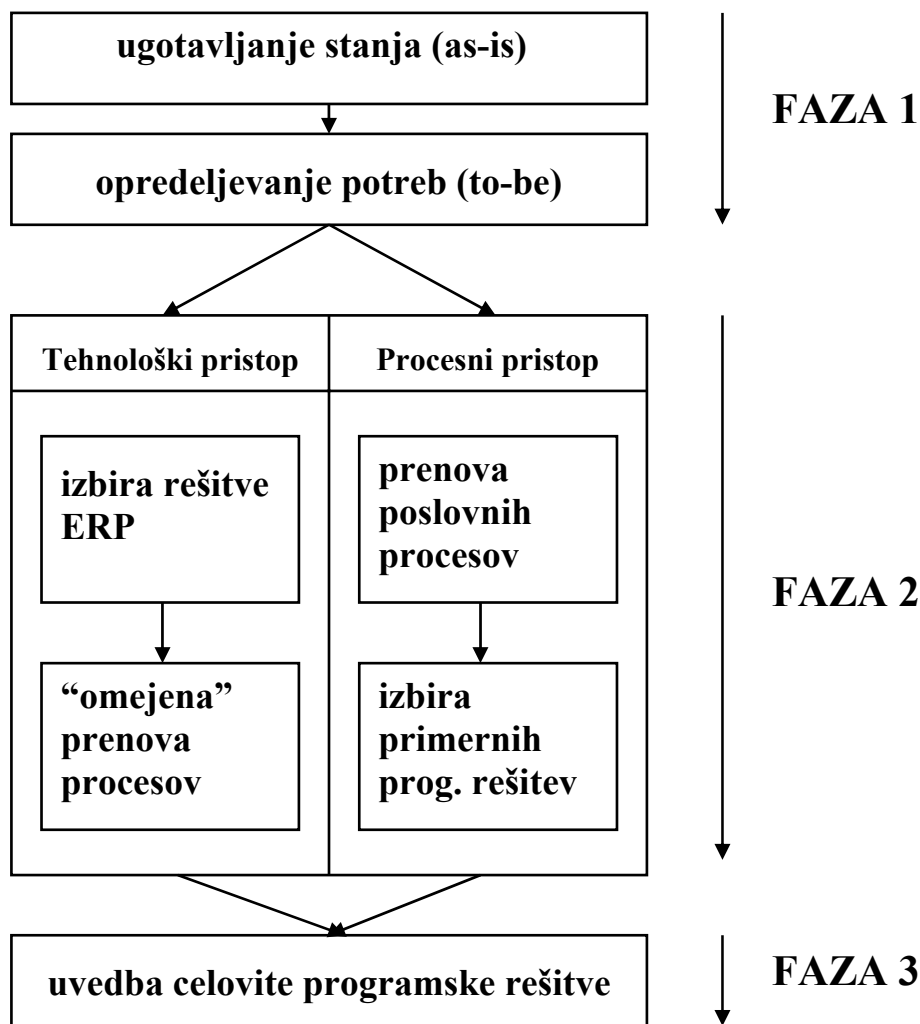 ugotavljanje stanja (as-is)
FAZA 1
opredeljevanje potreb (to-be)
Tehnološki pristop
Procesni pristop
izbira rešitve
ERP
prenova
poslovnih
procesov
FAZA 2
“omejena”
prenova
procesov
izbira
primernih
prog. rešitev
uvedba celovite programske rešitve
FAZA 3